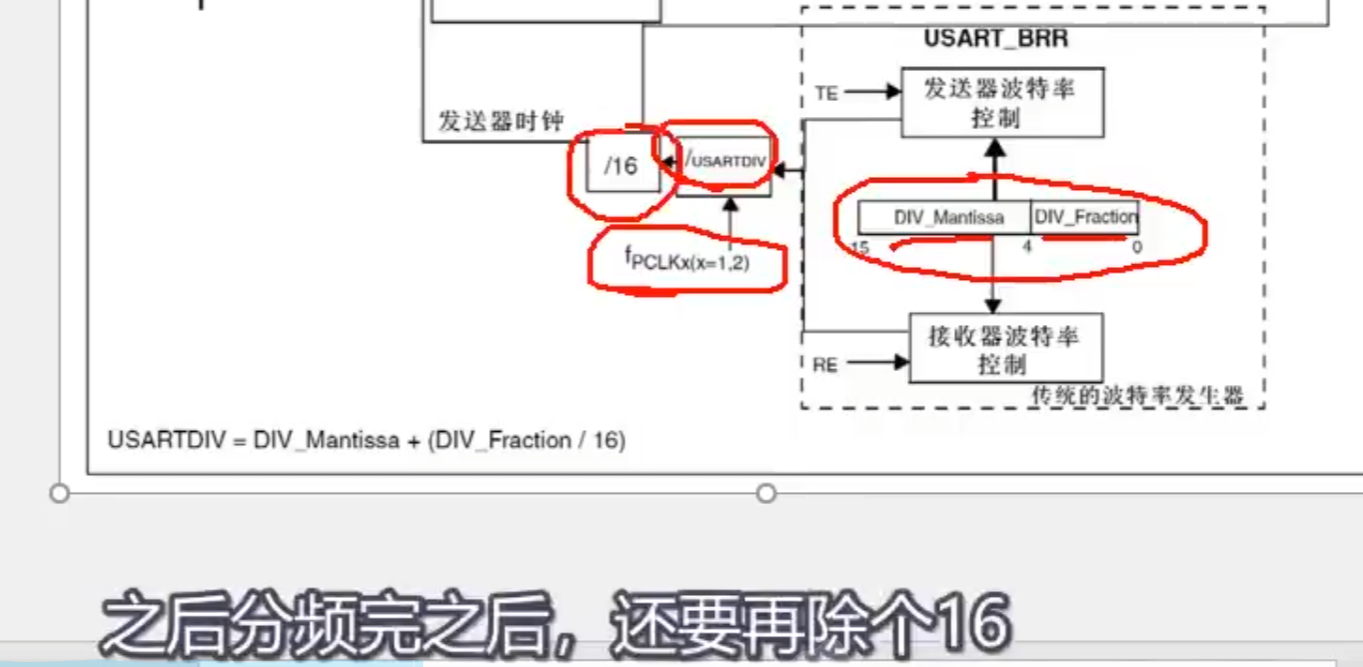 USART_BRR
TE
发送器波特率
控制
发送器时钟
/16
/USARTDIV
DIV_Mantissa
DIV_Fraction
15
4
0
fPCLKx(x=1,2)
接收器波特率
控制
RE
传统的波特率发生器
USARTDIV = DIV_Mantissa + (DIV_Fraction / 16)
之后分频完之后，还要再除个16